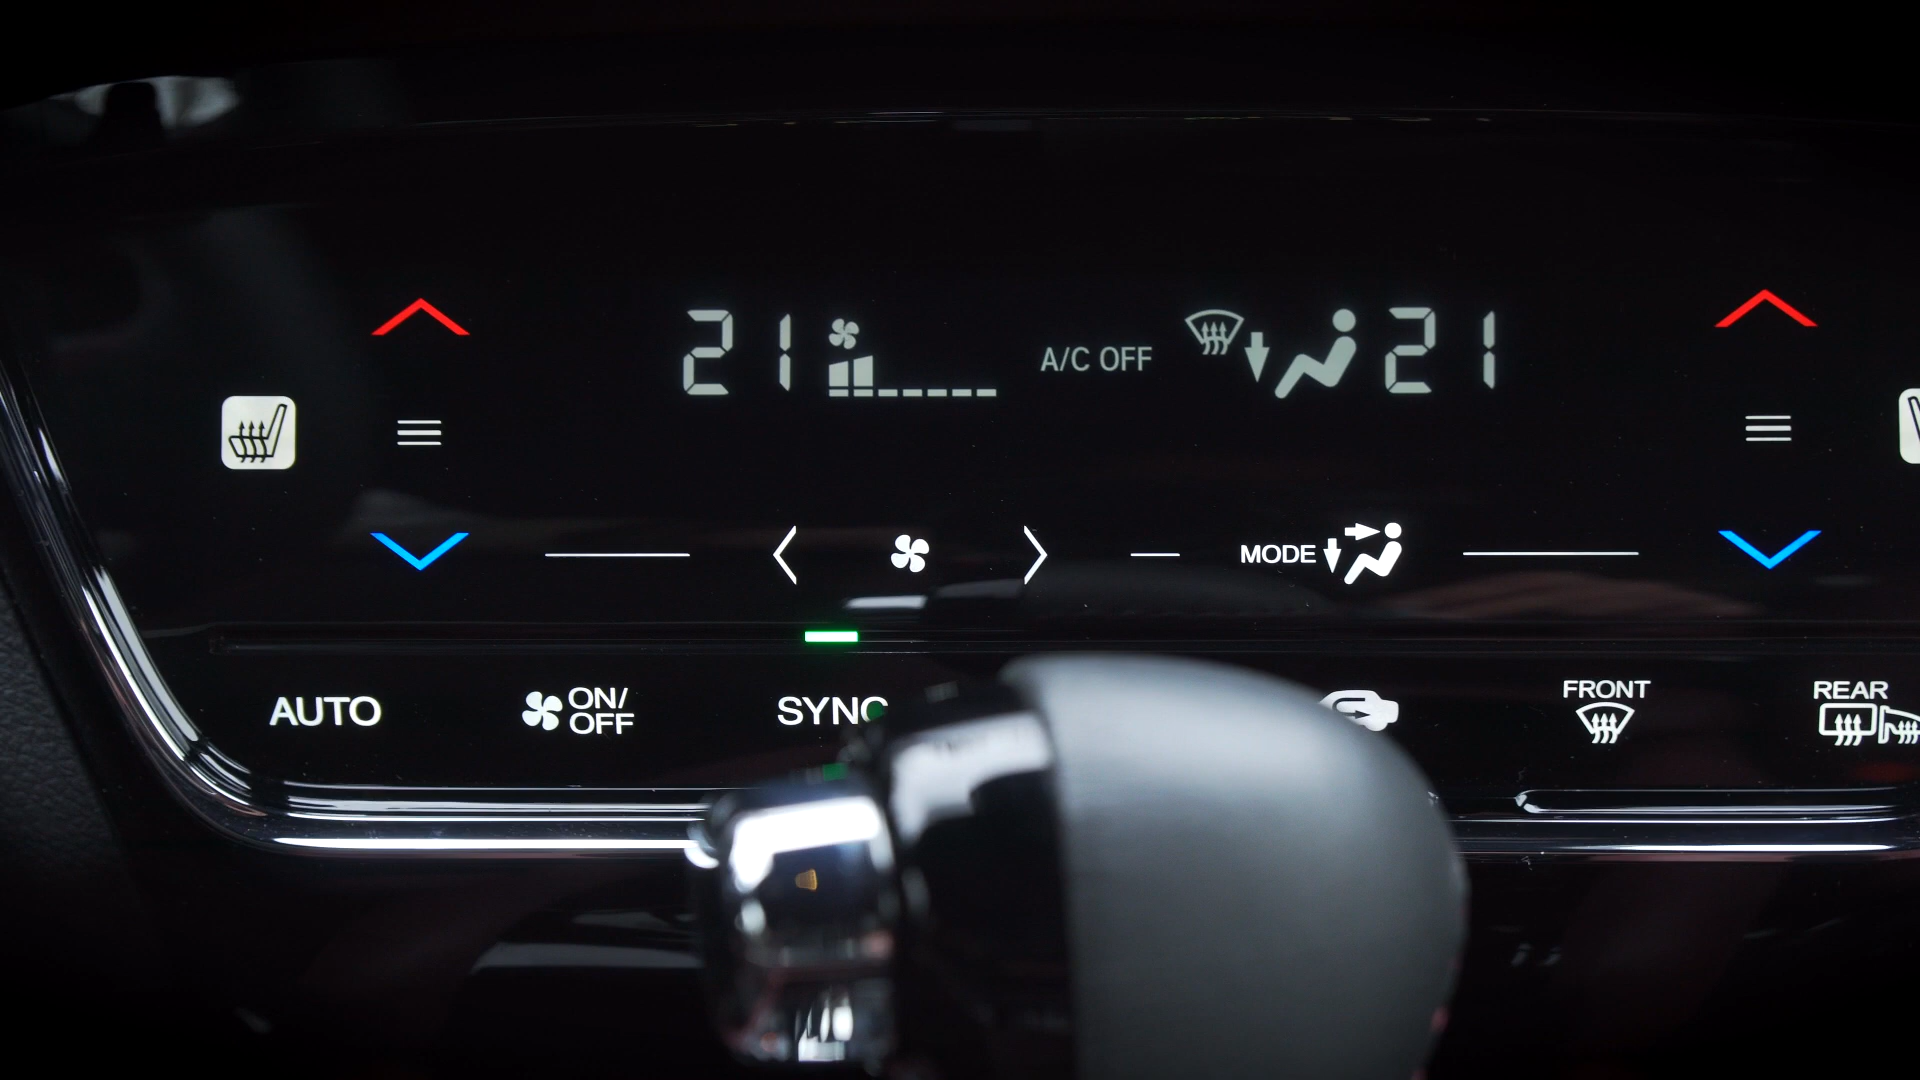 21 A/C OFF 21
MODE
AUTO ON/
OFF SYNC FRONT REAR